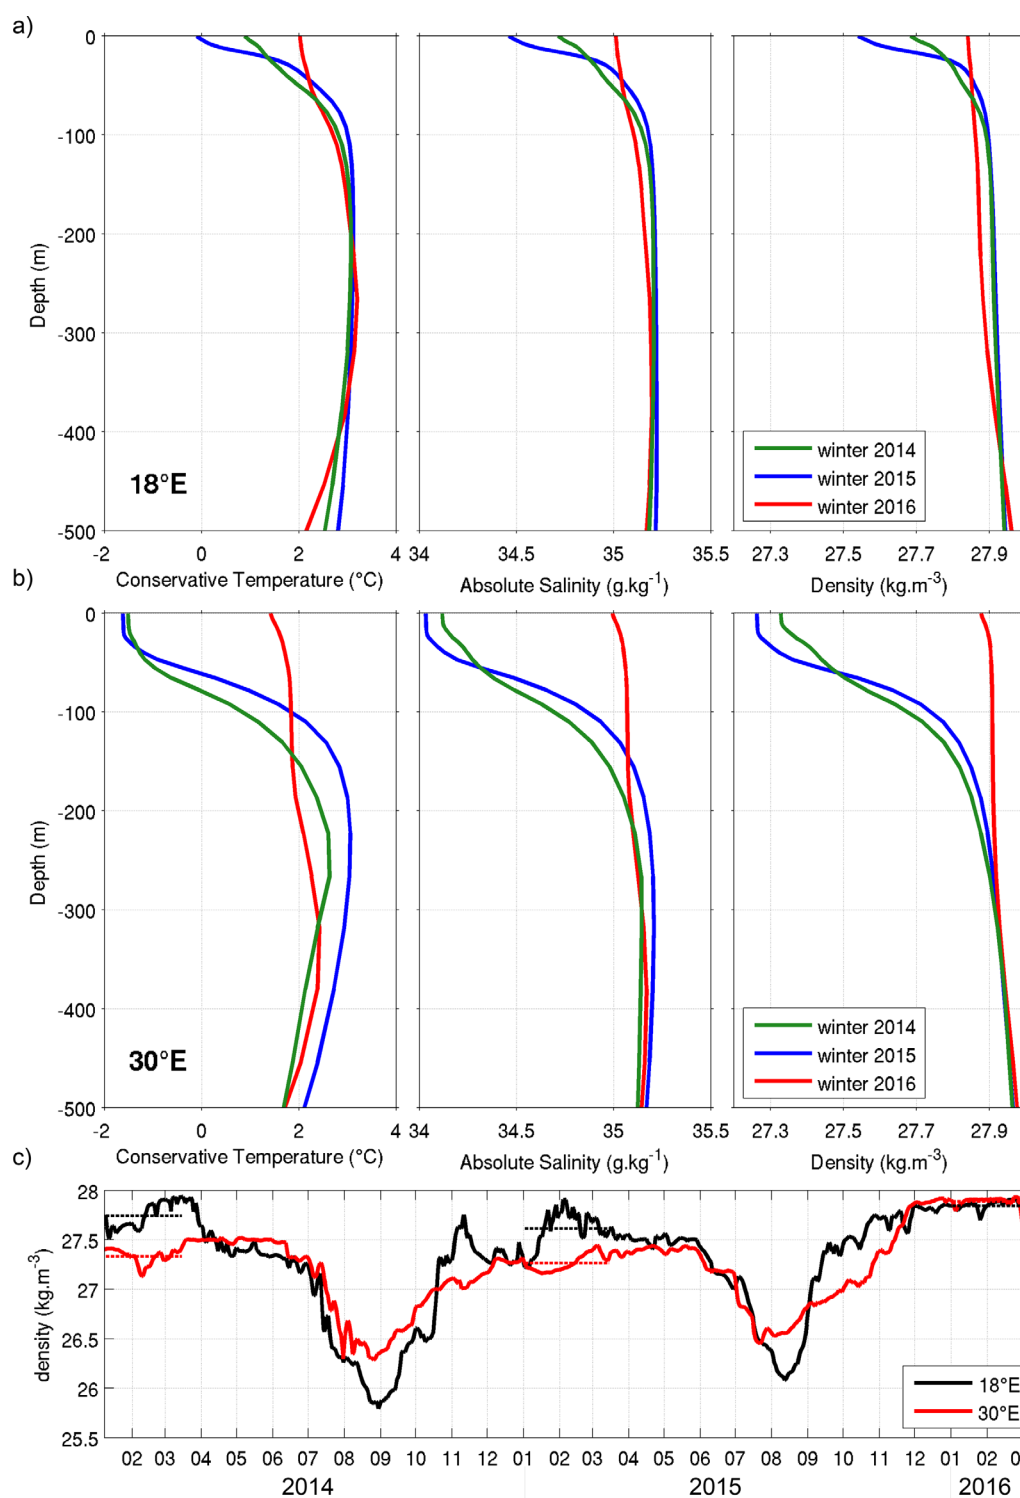 a)
0
-100
-200
-300
-400
-500
Depth (m)
18°E
winter 2014
winter 2015
winter 2016
-2 0 2 4 34 34.5 35 35.5 27.3 27.5 27.7 27.9
Conservative Temperature (°C) Absolute Salinity (g.kg-1) Density (kg.m-3)
b)
0
-100
-200
-300
-400
-500
Depth (m)
30°E
winter 2014
winter 2015
winter 2016
-2 0 2 4 34 34.5 35 35.5 27.3 27.5 27.7 27.9
Conservative Temperature (°C) Absolute Salinity (g.kg-1) Density (kg.m-3)
c)
28
27.5
27
26.5
26
25.5
density (kg.m-3)
18°E
30°E
02 03 04 05 06 07 08 09 10 11 12 01 02 03 04 05 06 07 08 09 10 11 12 01 02 0
2014 2015 2016